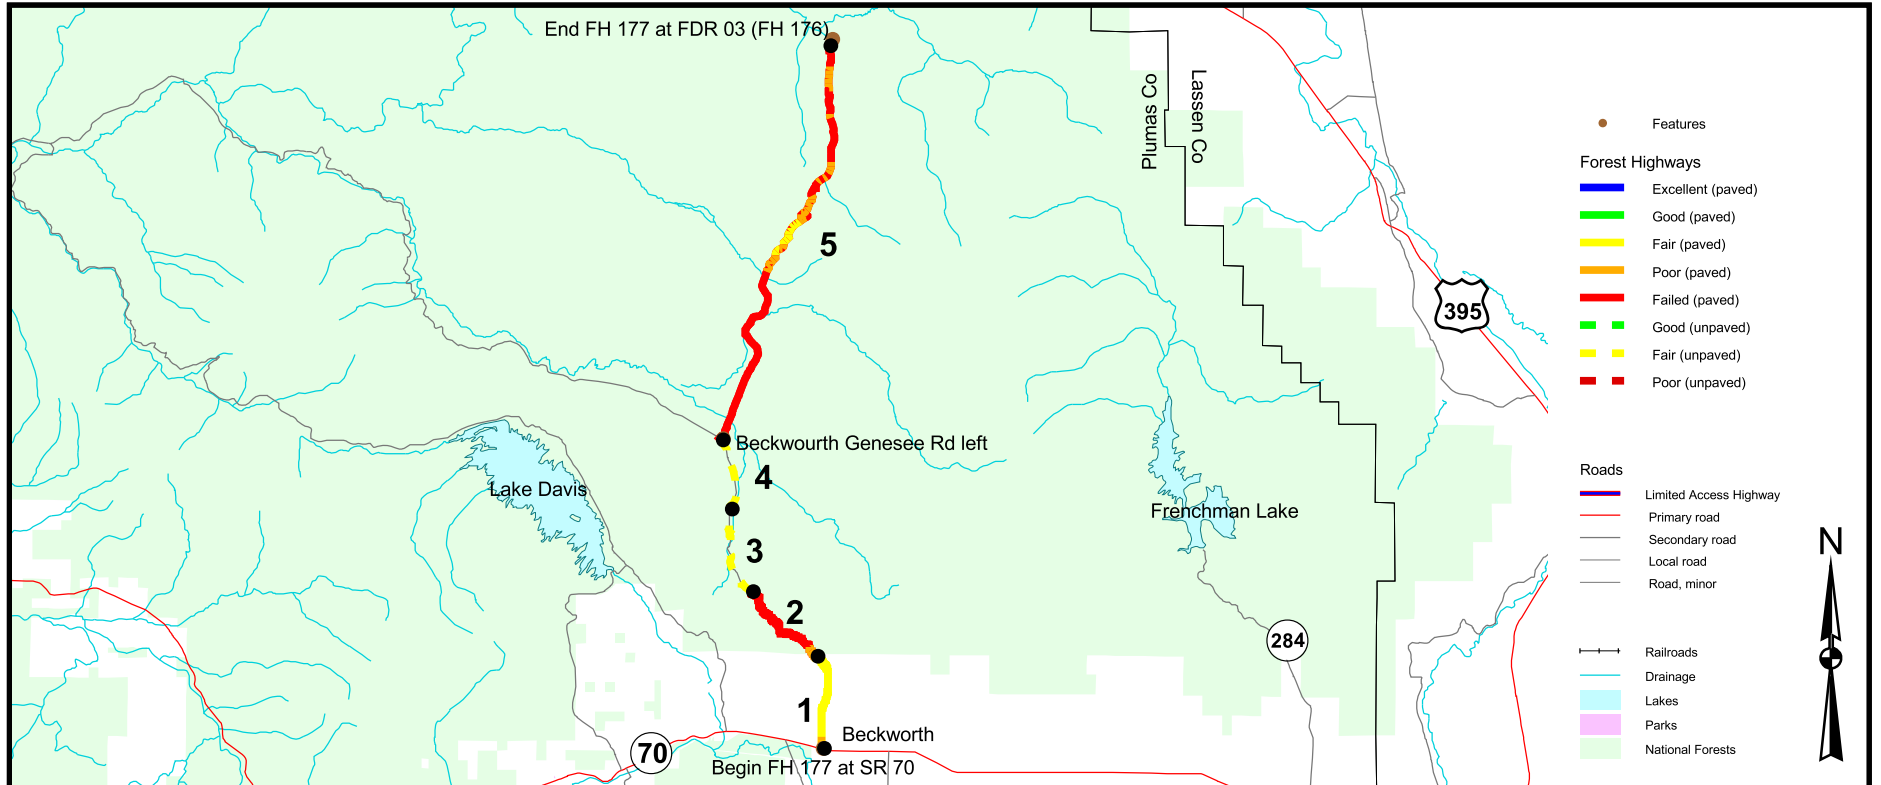 End FH 177 at FDR 03 (FH 176)
Plumas Co
Lassen Co
5
395
Beckwourth Genesee Rd left
4
Lake Davis
Frenchman Lake
3
2
284
1
Beckworth
70
Begin FH 177 at SR 70
Features
Forest Highways
Excellent (paved)
Good (paved)
Fair (paved)
Poor (paved)
Failed (paved)
Good (unpaved)
Fair (unpaved)
Poor (unpaved)
Roads
Limited Access Highway
Primary road
Secondary road
Local road
Road, minor
N
Railroads
Drainage
Lakes
Parks
National Forests